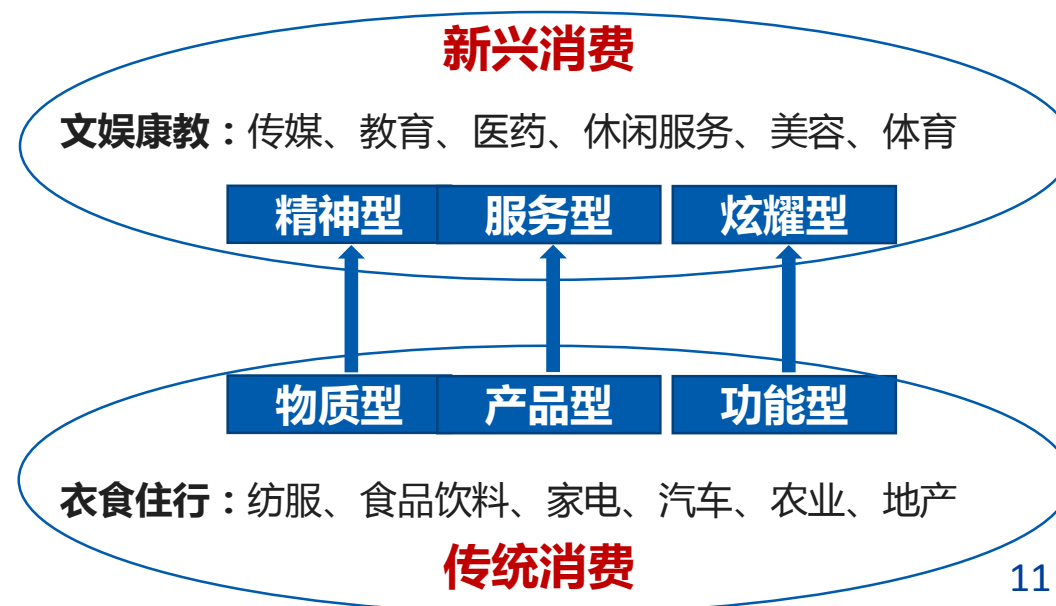 新兴消费
文娱康教：传媒、教育、医药、休闲服务、美容、体育
精神型 服务型 炫耀型
物质型 产品型 功能型
衣食住行：纺服、食品饮料、家电、汽车、农业、地产
传统消费
11